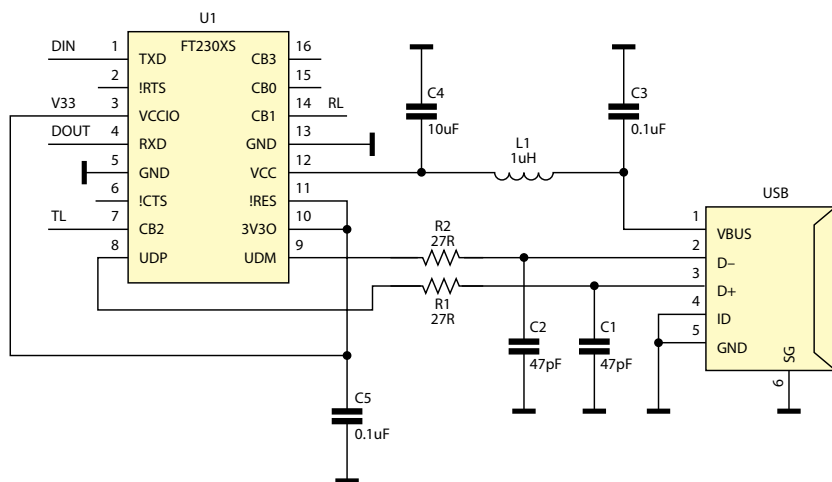 U1
FT230XS
DIN
1
TXD
2
!RTS
V33
3
VCCIO
DOUT
4
RXD
5
GND
6
!CTS
TL
7
CB2
8
UDP
CB3
16
CB0
15
CB1
14
RL
GND
13
VCC
12
!RES
11
3V3O
10
UDM
9
C4
10uF
C3
0.1uF
L1
1uH
R2
27R
R1
27R
C2
47pF
C1
47pF
C5
0.1uF
USB
1
VBUS
2
D–
3
D+
4
ID
5
GND
SG
6